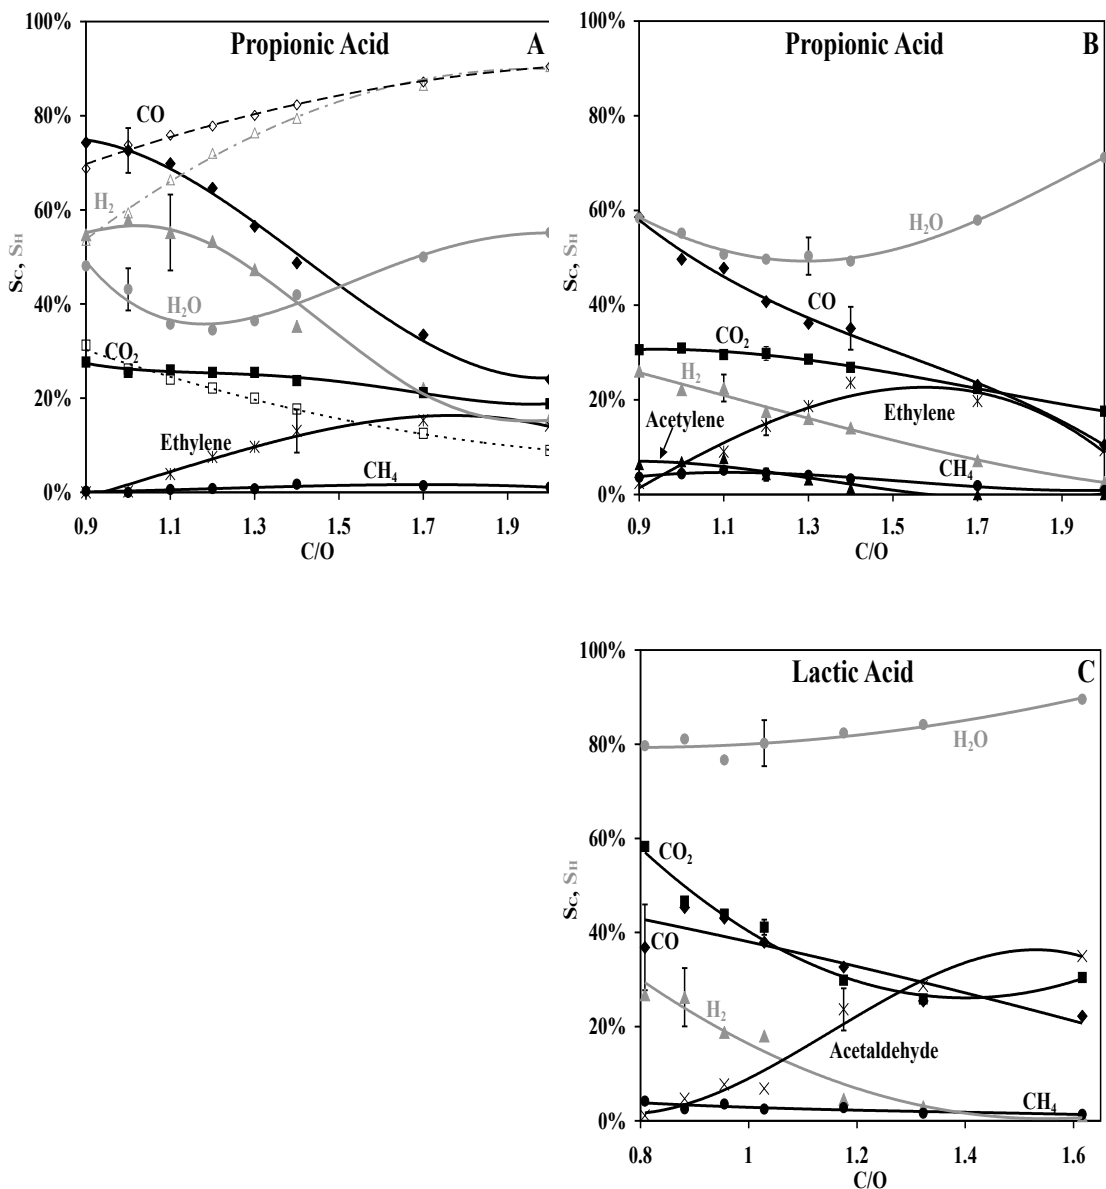 Propionic Acid A
100%
80%
60%
40%
20%
0%
Sc, SH
CO
H2
H2O
CO2
Ethylene
CH4
0.9 1.1 1.3 1.5 1.7 1.9
C/O
Propionic Acid B
100%
80%
60%
40%
20%
0%
Sc, SH
H2O
CO
CO2
H2
Acetylene
Ethylene
CH4
0.9 1.1 1.3 1.5 1.7 1.9
C/O
Lactic Acid C
100%
80%
60%
40%
20%
0%
Sc, SH
H2O
CO2
CO
H2
Acetaldehyde
CH4
0.8 1 1.2 1.4 1.6
C/O